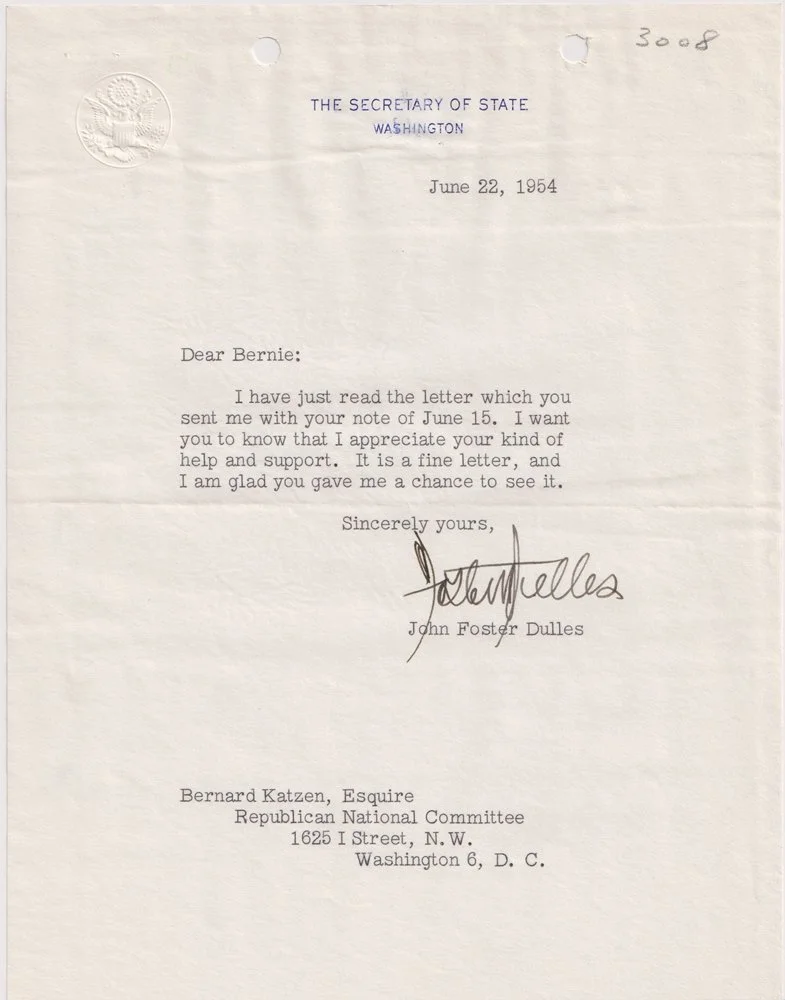 3008
THE SECRETARY OF STATE
WASHINGTON
June 22, 1954
Dear Bernie:
I have just read the letter which you
sent me with your note of June 15. I want
you to know that I appreciate your kind of
help and support. It is a fine letter, and
I am glad you gave me a chance to see it.
Sincerely yours,
Foster Dulles
John Foster Dulles
Bernard Katzen, Esquire
Republican National Committee
1625 I Street, N.W.
Washington 6, D. C.